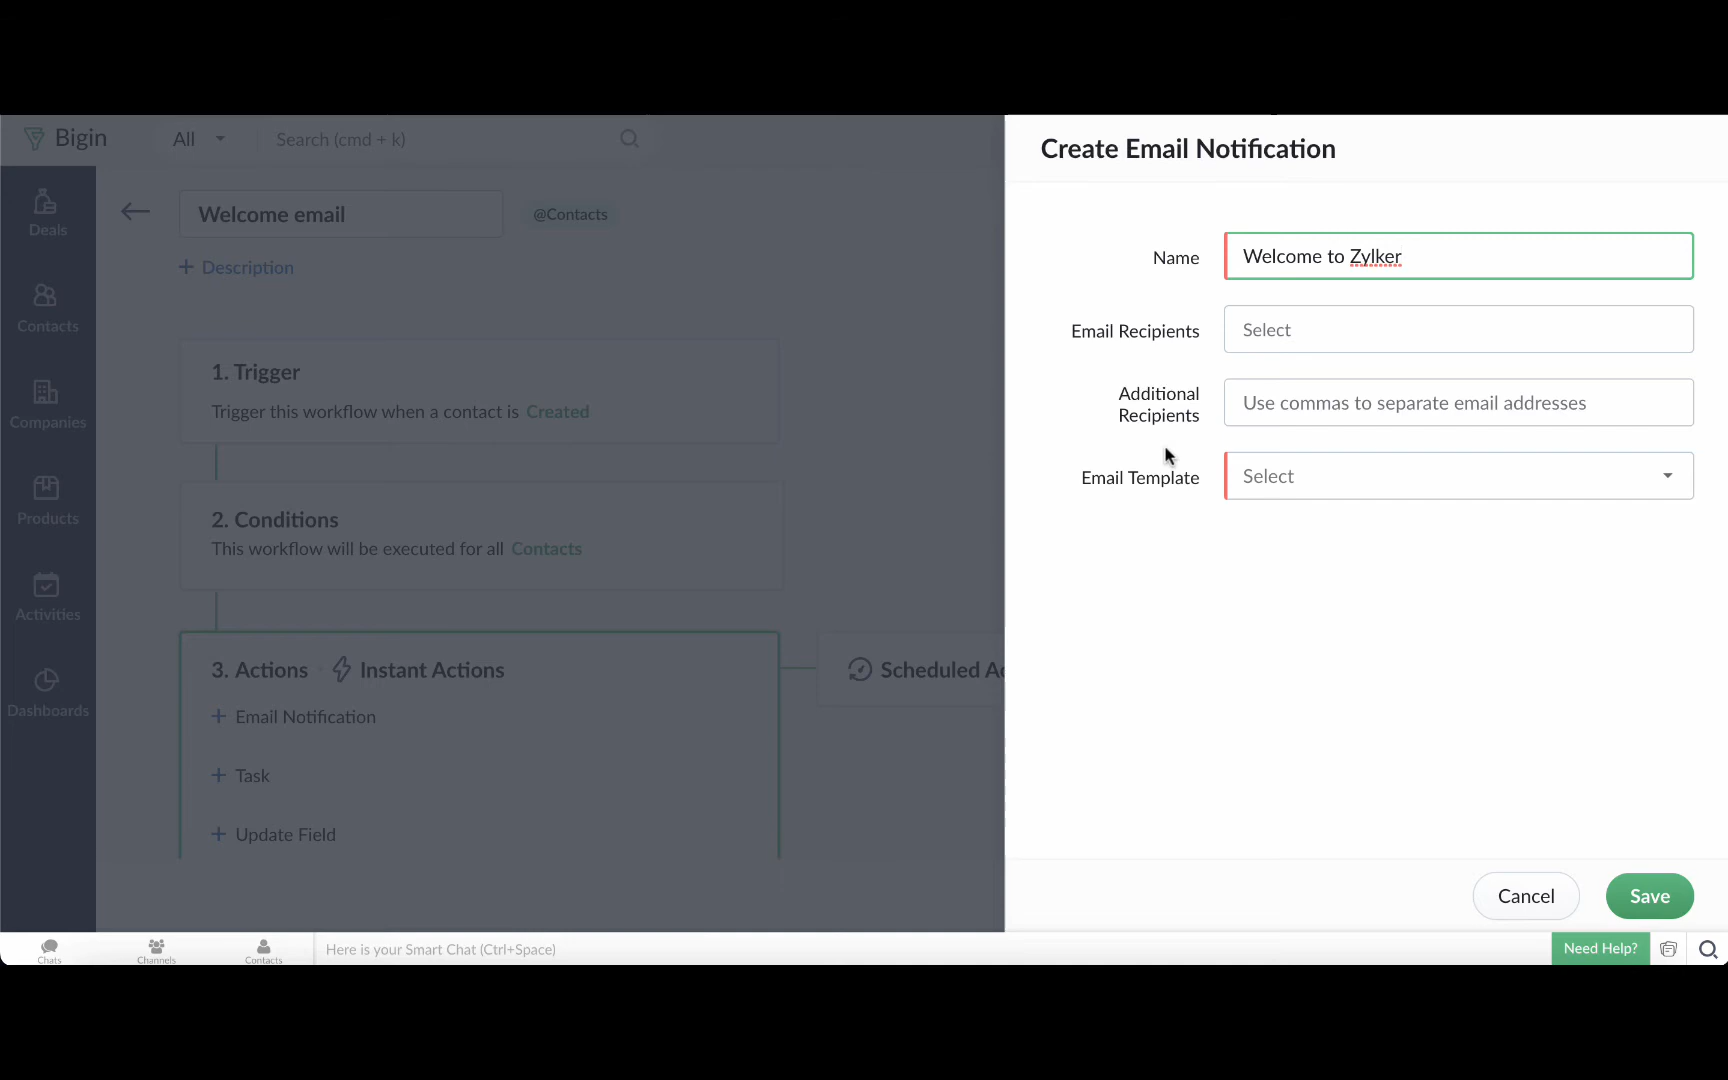 Bigin
All
Search (cmd + k)
Deals
Contacts
Companies
Products
Activities
Dashboards
Welcome email
@Contacts
+ Description
1. Trigger
Trigger this workflow when a contact is Created
2. Conditions
This workflow will be executed for all Contacts
3. Actions
Instant Actions
+ Email Notification
+ Task
+ Update Field
Scheduled Ac
Create Email Notification
Name
Welcome to Zylker
Email Recipients
Select
Additional
Recipients
Use commas to separate email addresses
Email Template
Select
Cancel
Save
Chats
Channels
Contacts
Here is your Smart Chat (Ctrl+Space)
Need Help?